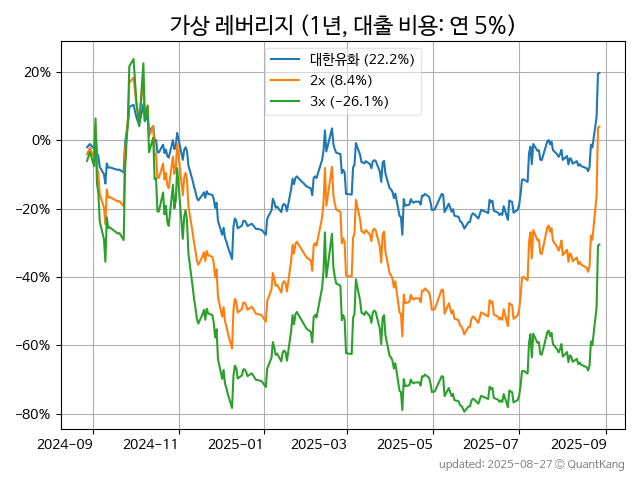 가상 레버리지 (1년, 대출 비용: 연 5%)
대한유화 (22.2%)
2x (8.4%)
3x (−26.1%)
20%
0%
−20%
−40%
−60%
−80%
2024-09 2024-11 2025-01 2025-03 2025-05 2025-07 2025-09
updated: 2025-08-27 © QuantKang